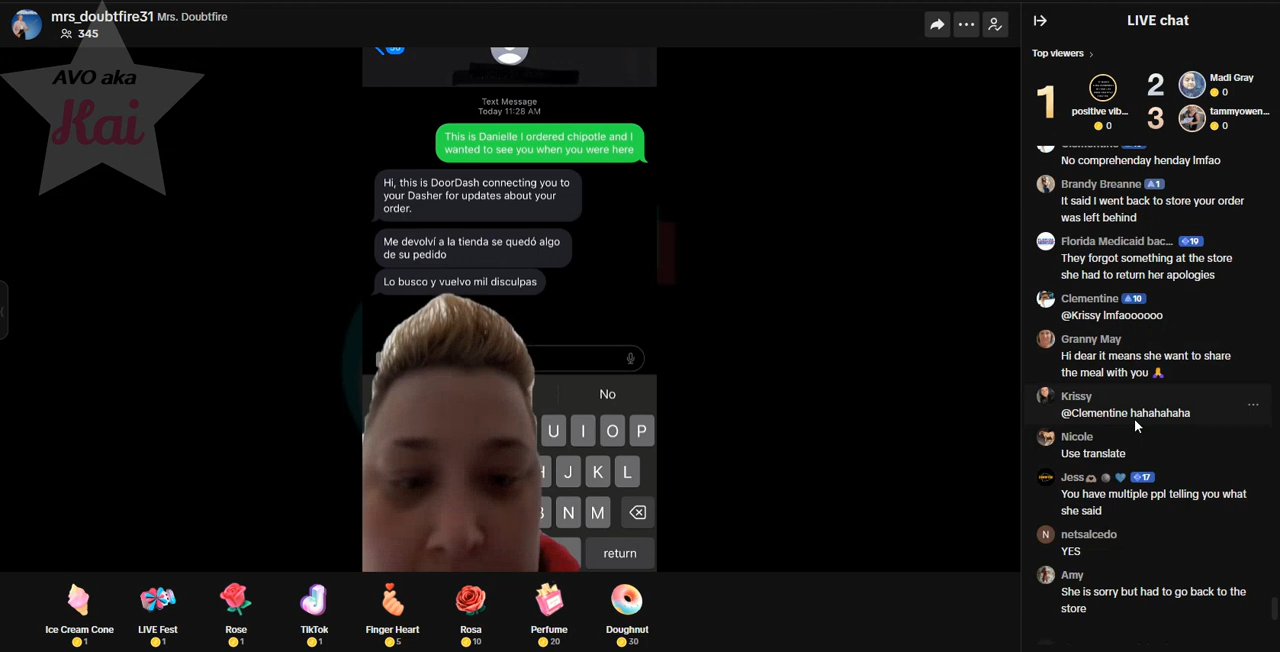 mrs_doubtfire31 Mrs. Doubtfire
345
AVO aka
Kai
Text Message
Today 11:28 AM
This is Danielle I ordered chipotle and I
wanted to see you when you were here
Hi, this is DoorDash connecting you to
your Dasher for updates about your
order.
Me devolví a la tienda se quedó algo
de su pedido
Lo busco y vuelvo mil disculpas
No
U I O P
J K L
N M
return
Ice Cream Cone
1
LIVE Fest
1
Rose
1
TikTok
1
Finger Heart
5
Rosa
10
Perfume
20
Doughnut
30
LIVE chat
Top viewers
1
positive vib...
0
2
Madi Gray
0
3
tammyowen...
0
Clementine
No comprehenday henday lmfao
Brandy Breanne 1
It said I went back to store your order
was left behind
Florida Medicaid bac... 19
They forgot something at the store
she had to return her apologies
Clementine 10
@Krissy lmfaooooo
Granny May
Hi dear it means she want to share
the meal with you 🙏
Krissy
@Clementine hahahahaha
Nicole
Use translate
Jess 17
You have multiple ppl telling you what
she said
N netsalcedo
YES
Amy
She is sorry but had to go back to the
store